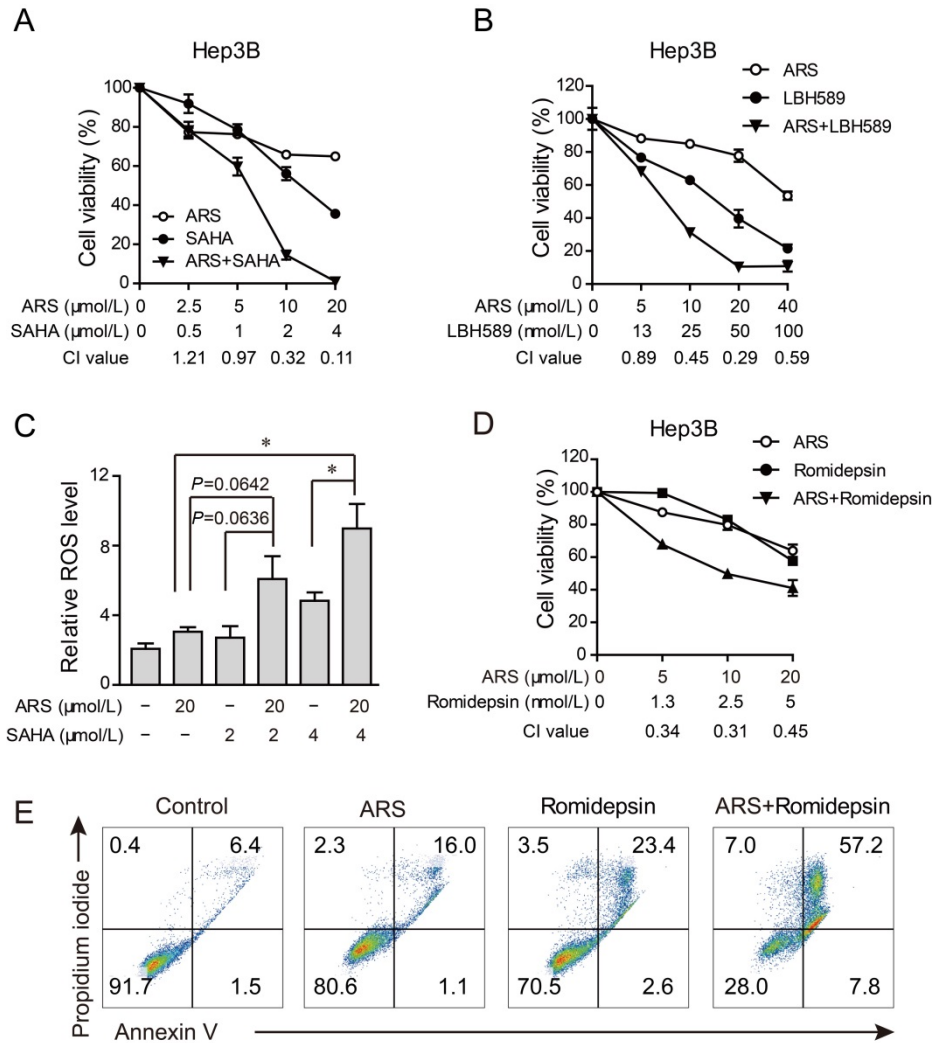 A
Hep3B
Cell viability (%)
100
80
60
40
20
0
ARS
SAHA
ARS+SAHA
ARS (µmol/L) 0 2.5 5 10 20
SAHA (µmol/L) 0 0.5 1 2 4
CI value 1.21 0.97 0.32 0.11
B
Hep3B
Cell viability (%)
120
100
80
60
40
20
0
ARS
LBH589
ARS+LBH589
ARS (µmol/L) 0 5 10 20 40
LBH589 (nmol/L) 0 13 25 50 100
CI value 0.89 0.45 0.29 0.59
C
Relative ROS level
12
8
4
0
*
*
P=0.0642
P=0.0636
ARS (µmol/L) – 20 – 20 – 20
SAHA (µmol/L) – – 2 2 4 4
D
Hep3B
Cell viability (%)
120
100
80
60
40
20
0
ARS
Romidepsin
ARS+Romidepsin
ARS (µmol/L) 0 5 10 20
Romidepsin (nmol/L) 0 1.3 2.5 5
CI value 0.34 0.31 0.45
E
Propidium iodide
Control
0.4 6.4
91.7 1.5
ARS
2.3 16.0
80.6 1.1
Romidepsin
3.5 23.4
70.5 2.6
ARS+Romidepsin
7.0 57.2
28.0 7.8
Annexin V